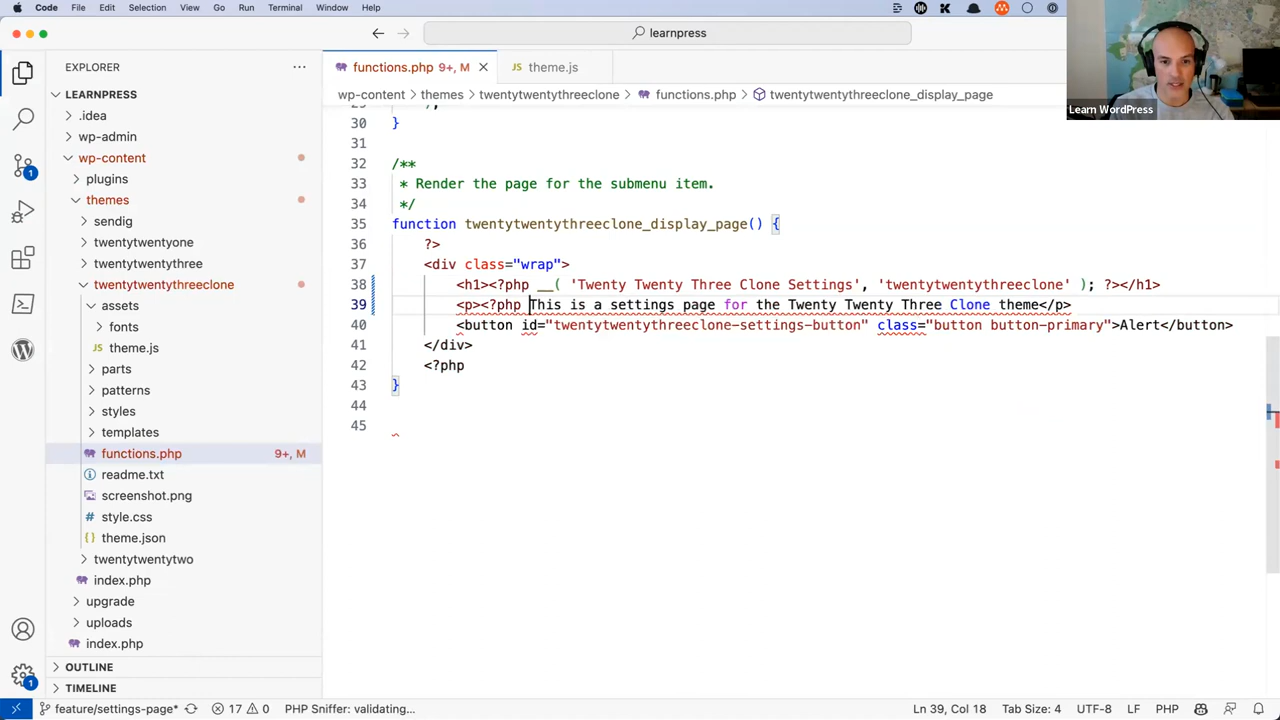 Code File Edit Selection View Go Run Terminal Window Help
learnpress
EXPLORER
functions.php 9+, M
theme.js
wp-content themes twentytwentythreeclone functions.php twentytwentythreeclone_display_page
Learn WordPress
LEARNPRESS
.idea
wp-admin
wp-content
plugins
themes
sendig
twentytwentyone
twentytwentythree
twentytwentythreeclone
assets
fonts
theme.js
parts
patterns
styles
templates
functions.php 9+, M
readme.txt
screenshot.png
style.css
theme.json
twentytwentytwo
index.php
upgrade
uploads
index.php
OUTLINE
TIMELINE
1
1
29 );
30 }
31
32 /**
33 * Render the page for the submenu item.
34 */
35 function twentytwentythreeclone_display_page() {
36 ?>
37 <div class="wrap">
38 <h1><?php __( 'Twenty Twenty Three Clone Settings', 'twentytwentythreeclone' ); ?></h1>
39 <p><?php This is a settings page for the Twenty Twenty Three Clone theme</p>
40 <button id="twentytwentythreeclone-settings-button" class="button button-primary">Alert</button>
41 </div>
42 <?php
43 }
44
45
feature/settings-page* 17 0 PHP Sniffer: validating... Ln 39, Col 18 Tab Size: 4 UTF-8 LF PHP